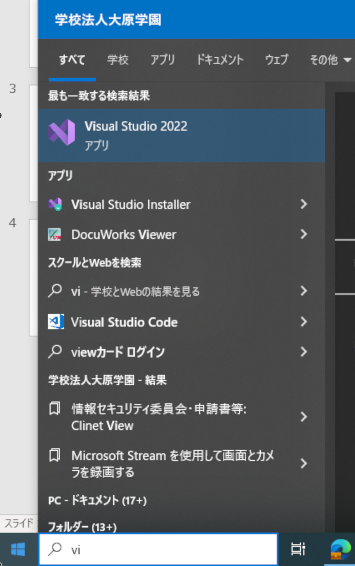 学校法人大原学園
すべて 学校 アプリ ドキュメント ウェブ その他
最も一致する検索結果
Visual Studio 2022
アプリ
3
アプリ
Visual Studio Installer
DocuWorks Viewer
4
スクールとWebを検索
vi - 学校とWebの結果を見る
Visual Studio Code
viewカード ログイン
学校法人大原学園 - 結果
情報セキュリティ委員会・申請書等:
Clinet View
Microsoft Stream を使用して画面とカメ
ラを録画する
PC - ドキュメント (17+)
フォルダー (13+)
スライド
vi